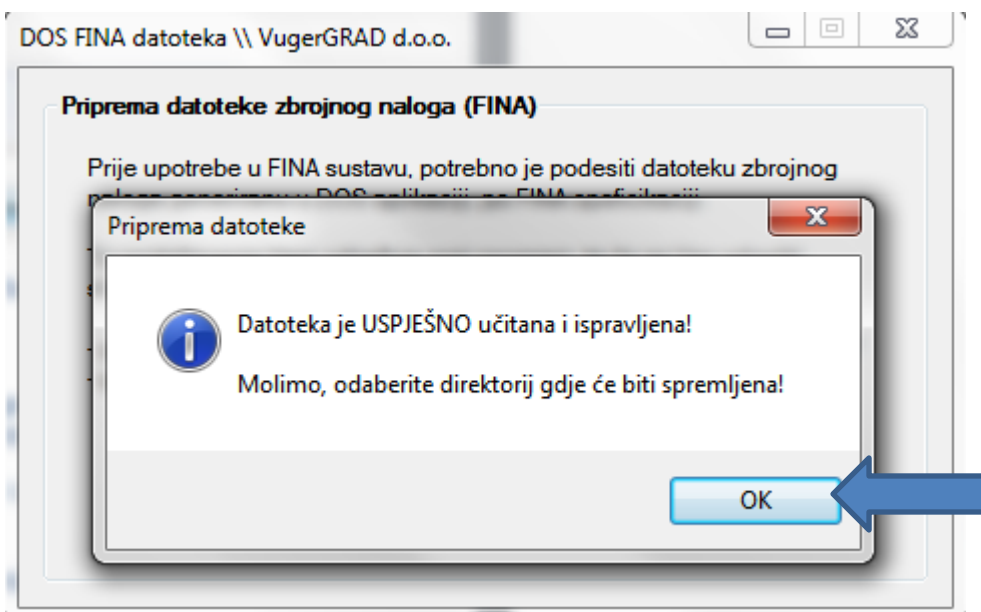 DOS FINA datoteka \\ VugerGRAD d.o.o.
Priprema datoteke zbrojnog naloga (FINA)
Prije upotrebe u FINA sustavu, potrebno je podesiti datoteku zbrojnog
Priprema datoteke
Datoteka je USPJEŠNO učitana i ispravljena!
Molimo, odaberite direktorij gdje će biti spremljena!
OK